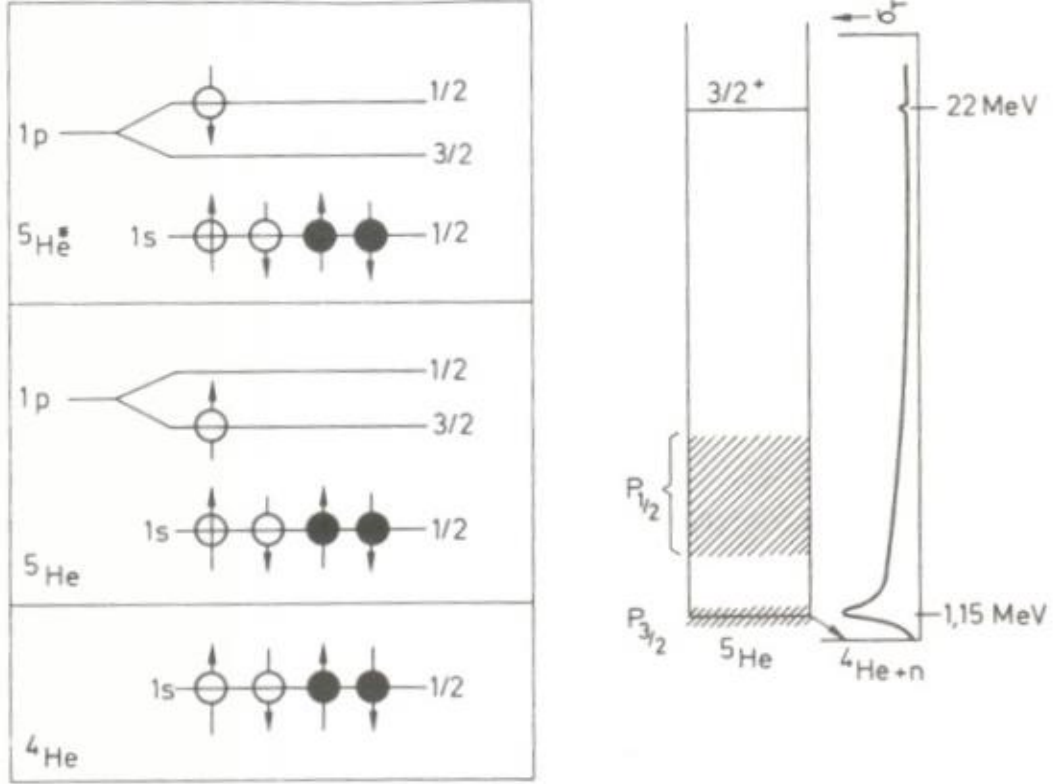 1p
1/2
3/2
⁵He*
1s
1/2
1p
1/2
3/2
1s
1/2
⁵He
1s
1/2
⁴He
σT
3/2⁺
22 MeV
P1/2
P3/2
1,15 MeV
⁵He
⁴He+n